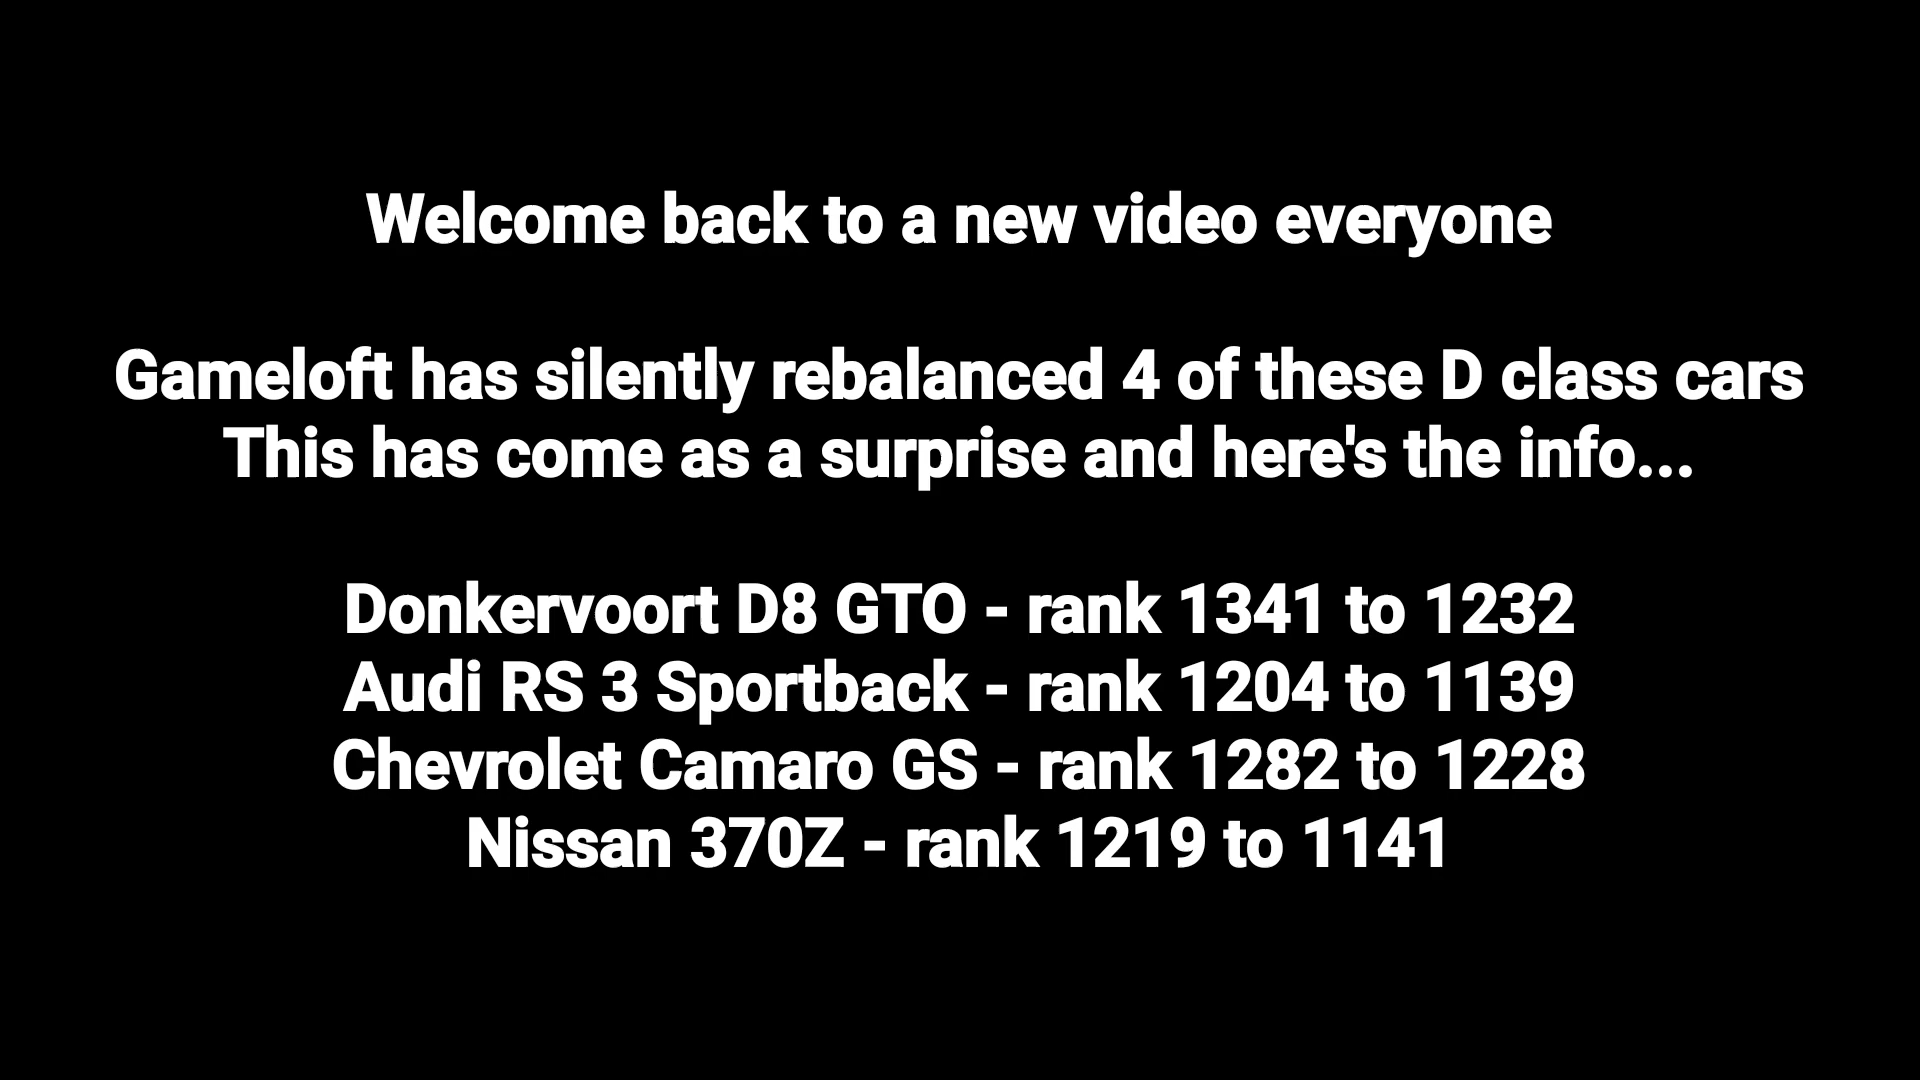 Welcome back to a new video everyone
Gameloft has silently rebalanced 4 of these D class cars
This has come as a surprise and here's the info...
Donkervoort D8 GTO - rank 1341 to 1232
Audi RS 3 Sportback - rank 1204 to 1139
Chevrolet Camaro GS - rank 1282 to 1228
Nissan 370Z - rank 1219 to 1141